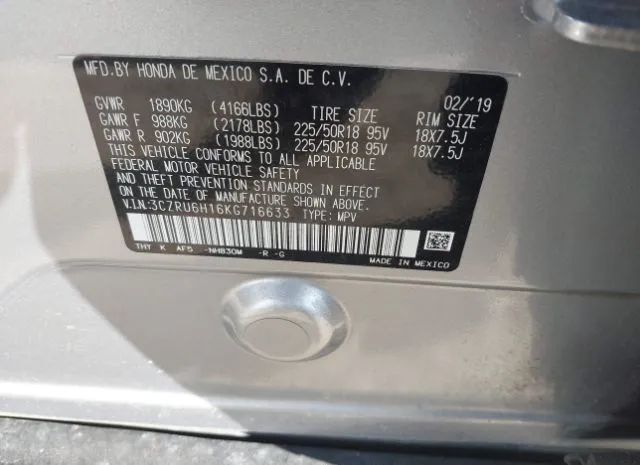 MFD.BY HONDA DE MEXICO S.A. DE C.V. 02/'19
GVWR 1890KG (4166LBS) TIRE SIZE RIM SIZE
GAWR F 988KG (2178LBS) 225/50R18 95V 18X7.5J
GAWR R 902KG (1988LBS) 225/50R18 95V 18X7.5J
THIS VEHICLE CONFORMS TO ALL APPLICABLE
FEDERAL MOTOR VEHICLE SAFETY
AND THEFT PREVENTION STANDARDS IN EFFECT
ON THE DATE OF MANUFACTURE SHOWN ABOVE.
V.I.N:3CZRU6H16KG716633 TYPE: MPV
THY K AF5 -NH830M -R -G
MADE IN MEXICO